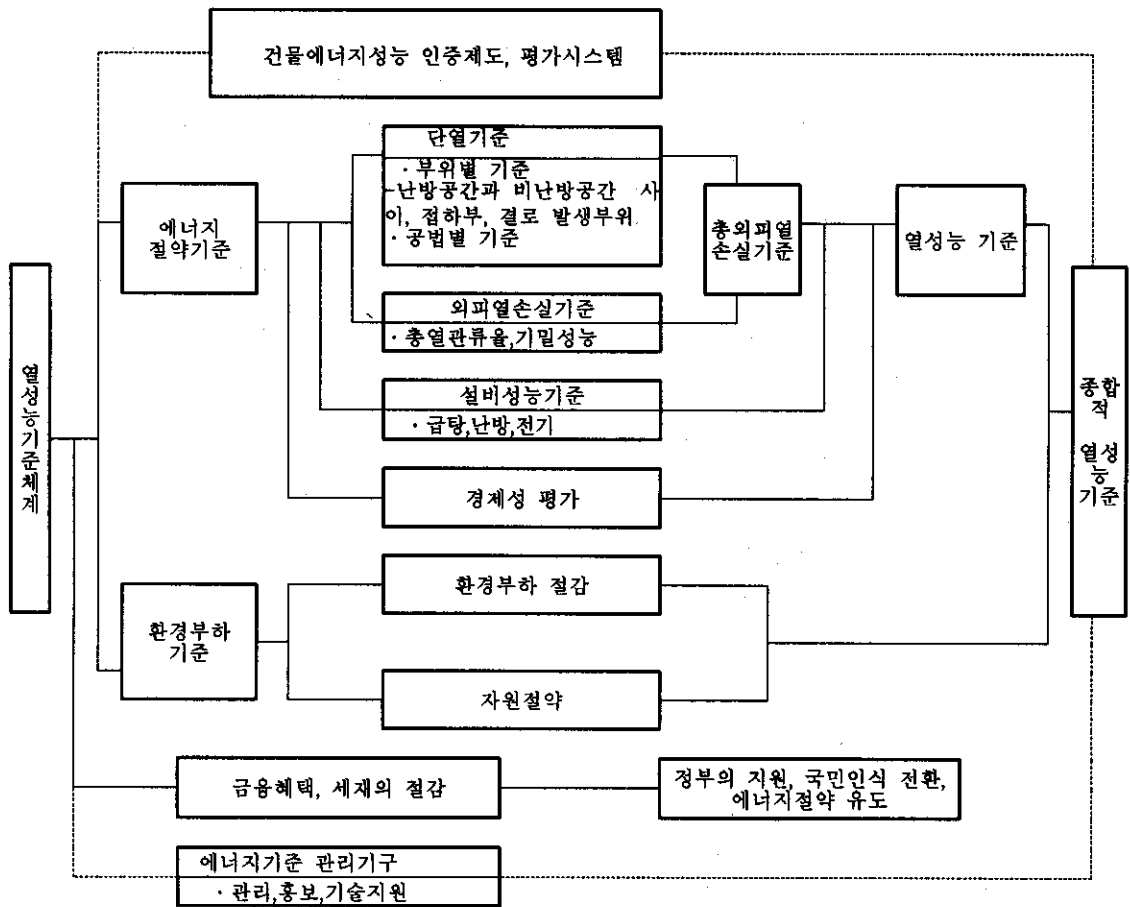 건물에너지성능 인증제도, 평가시스템
단열기준
· 부위별 기준
-난방공간과 비난방공간 사
이, 접하부, 결로 발생부위
· 공법별 기준
에너지
절약기준
총외피열
손실기준
열성능 기준
외피열손실기준
· 총열관류율,기밀성능
열
성
능
기
준
체
계
설비성능기준
· 급탕,난방,전기
종합
적
열성
능
기준
경제성 평가
환경부하 절감
환경부하
기준
자원절약
금융혜택, 세재의 절감
정부의 지원, 국민인식 전환,
에너지절약 유도
에너지기준 관리기구
· 관리,홍보,기술지원